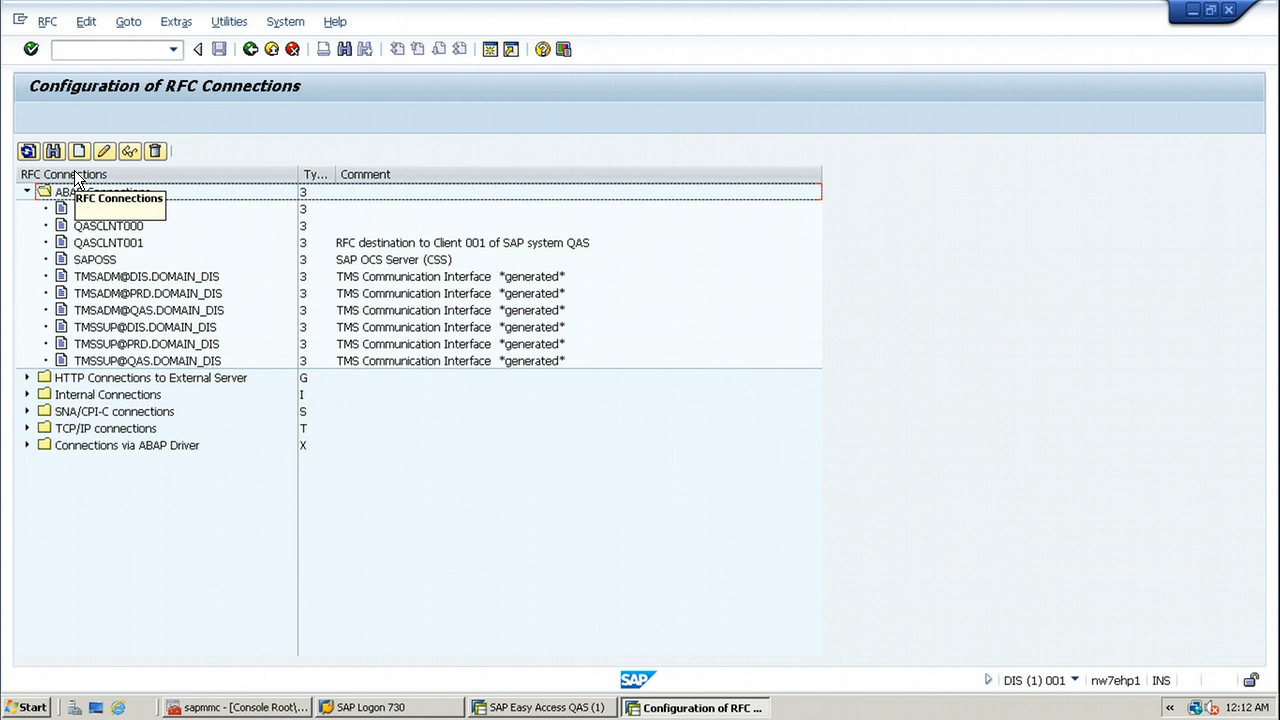 RFC Edit Goto Extras Utilities System Help
Configuration of RFC Connections
RFC Connections Ty... Comment
3
RFC Connections
3
QASCLNT000 3
QASCLNT001 3 RFC destination to Client 001 of SAP system QAS
SAPOSS 3 SAP OCS Server (CSS)
TMSADM@DIS.DOMAIN_DIS 3 TMS Communication Interface *generated*
TMSADM@PRD.DOMAIN_DIS 3 TMS Communication Interface *generated*
TMSADM@QAS.DOMAIN_DIS 3 TMS Communication Interface *generated*
TMSSUP@DIS.DOMAIN_DIS 3 TMS Communication Interface *generated*
TMSSUP@PRD.DOMAIN_DIS 3 TMS Communication Interface *generated*
TMSSUP@QAS.DOMAIN_DIS 3 TMS Communication Interface *generated*
HTTP Connections to External Server G
Internal Connections I
SNA/CPI-C connections S
TCP/IP connections T
Connections via ABAP Driver X
SAP DIS (1) 001 nw7ehp1 INS
Start sapmmc - [Console Root\... SAP Logon 730 SAP Easy Access QAS (1) Configuration of RFC ... « 12:12 AM